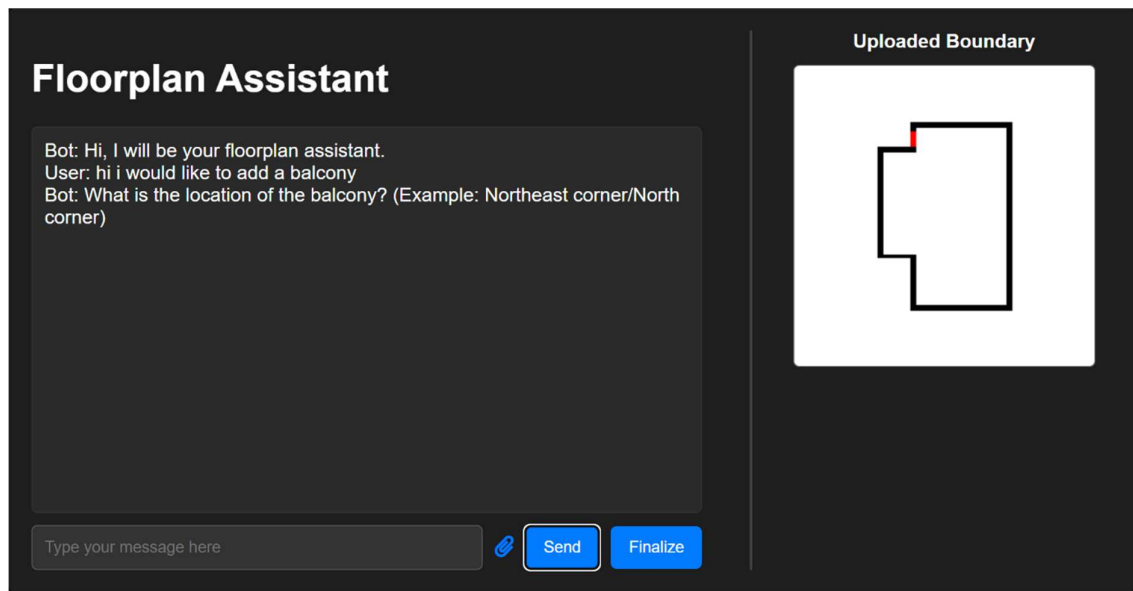 Uploaded Boundary
Floorplan Assistant
Bot: Hi, I will be your floorplan assistant.
User: hi i would like to add a balcony
Bot: What is the location of the balcony? (Example: Northeast corner/North
corner)
Type your message here
Send
Finalize